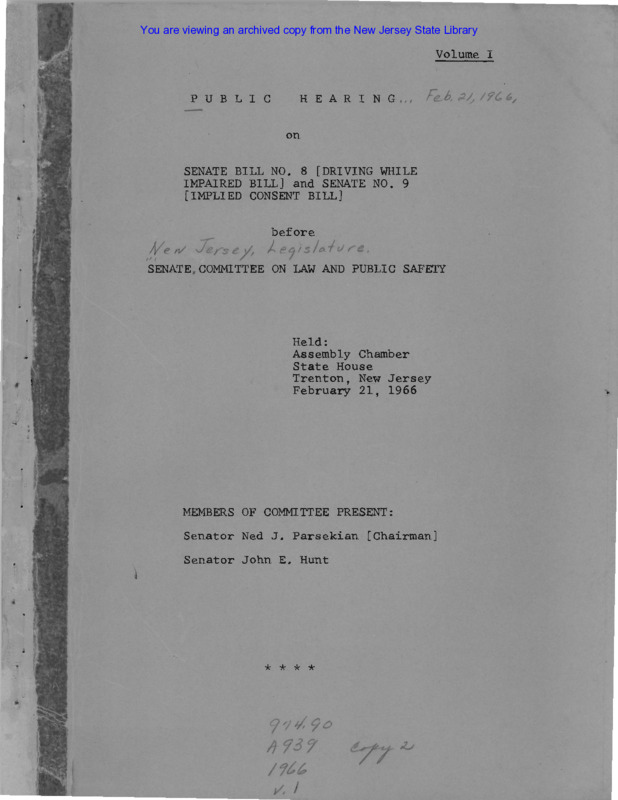 You are viewing an archived copy from the New Jersey State Library
Volume I
PUBLIC HEARING... Feb. 21, 1966,
on
SENATE BILL NO. 8 [DRIVING WHILE
IMPAIRED BILL] and SENATE NO. 9
[IMPLIED CONSENT BILL]
before
New Jersey, Legislature.
SENATE, COMMITTEE ON LAW AND PUBLIC SAFETY
Held:
Assembly Chamber
State House
Trenton, New Jersey
February 21, 1966
MEMBERS OF COMMITTEE PRESENT:
Senator Ned J. Parsekian [Chairman]
Senator John E. Hunt
* * * *
974.90
A939 copy 2
1966
v. 1